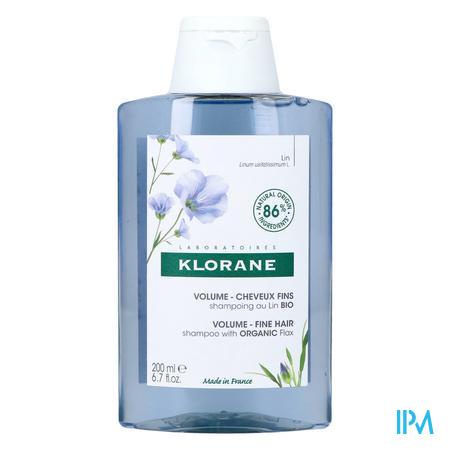 Lin
Linum usitatissimum L.
NATURAL ORIGIN
86%
INGREDIENTS*
LABORATOIRES
KLORANE
VOLUME - CHEVEUX FINS
shampoing au Lin BIO
VOLUME - FINE HAIR
shampoo with ORGANIC Flax
200 ml ℮
6.7 fl.oz.
Made in France
IPM